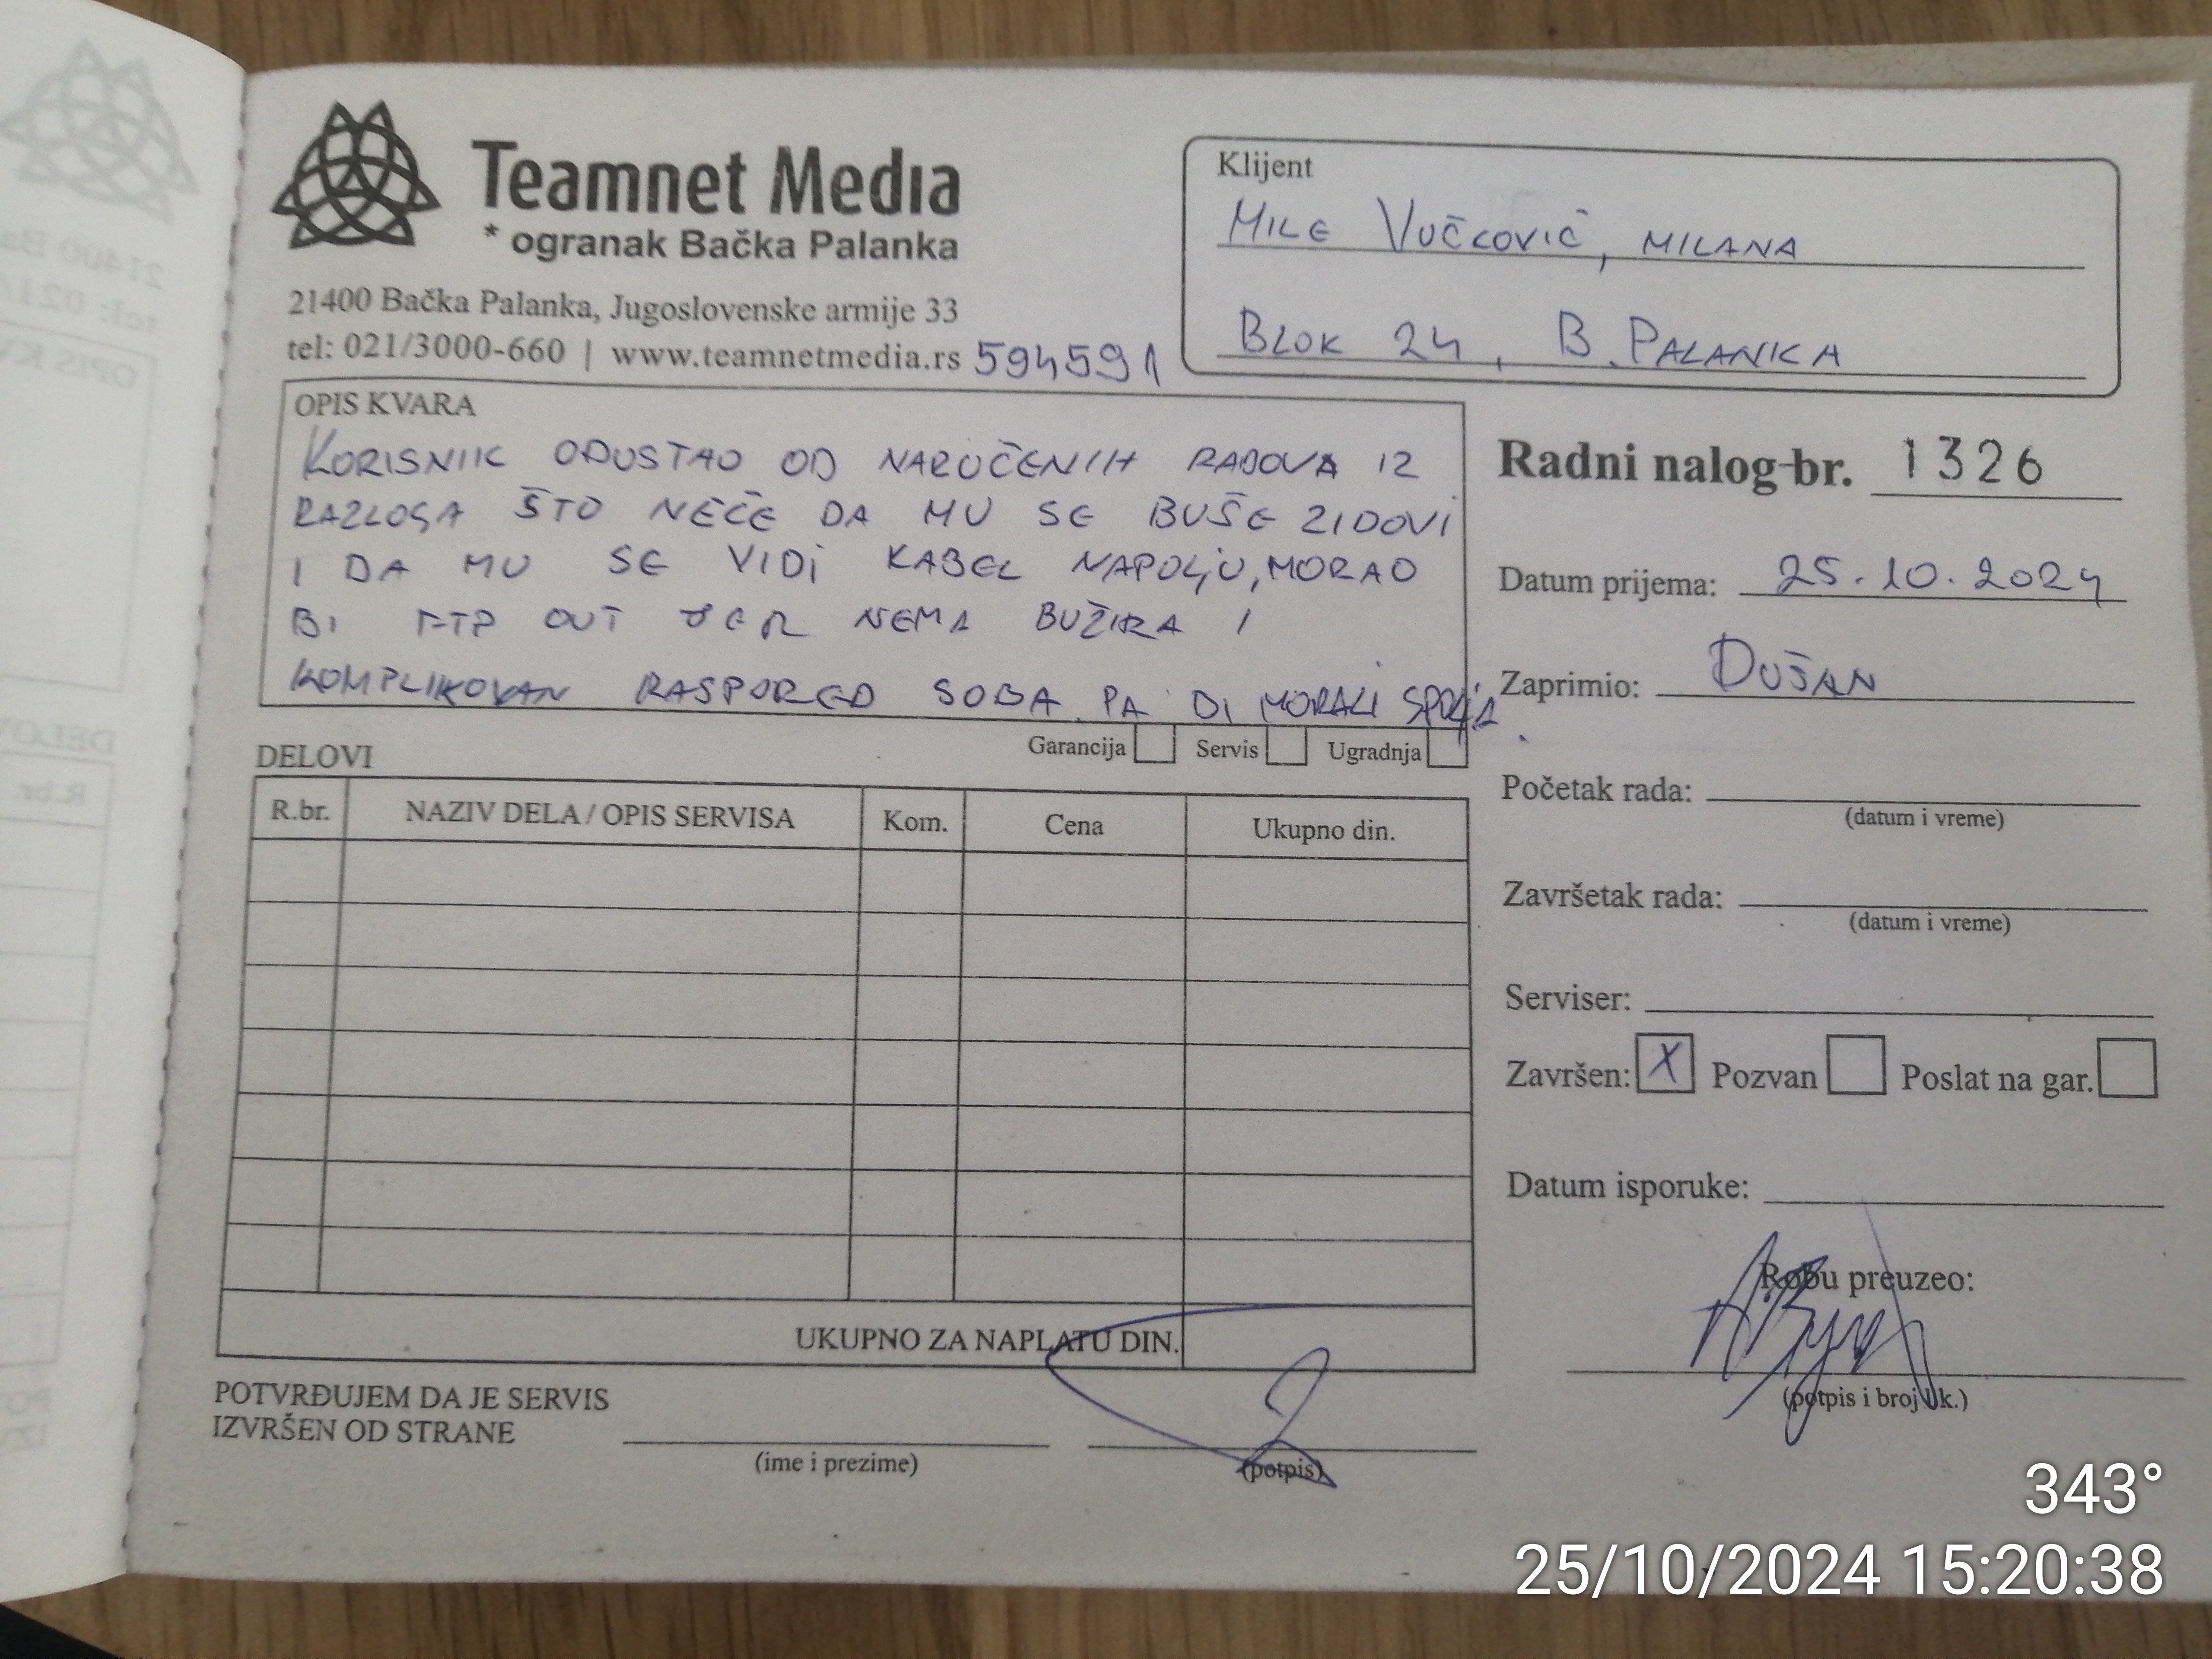 Teamnet Media
* ogranak Bačka Palanka
21400 Bačka Palanka, Jugoslovenske armije 33
tel: 021/3000-660 | www.teamnetmedia.rs 594591
Klijent
MILE VUČKOVIĆ, MILANA
BLOK 24, B. PALANKA
OPIS KVARA
KORISNIK ODUSTAO OD NARUČENIH RADOVA IZ
RAZLOGA ŠTO NEĆE DA MU SE BUŠE ZIDOVI
I DA MU SE VIDI KABEL NAPOLJU, MORAO
BI FTP OUT JER NEMA BUŽIRA I
KOMPLIKOVAN RASPORED SOBA PA BI MORALI SPOLJA
Garancija Servis Ugradnja
Radni nalog br. 1326
Datum prijema: 25.10.2024
Zaprimio: DUŠAN
Početak rada:
(datum i vreme)
Završetak rada:
(datum i vreme)
Serviser:
Završen: X Pozvan Poslat na gar.
Datum isporuke:
Robu preuzeo:
(potpis i broj lk.)
DELOVI
R.br. NAZIV DELA / OPIS SERVISA Kom. Cena Ukupno din.
UKUPNO ZA NAPLATU DIN.
POTVRĐUJEM DA JE SERVIS
IZVRŠEN OD STRANE
(ime i prezime) (potpis)
343°
25/10/2024 15:20:38